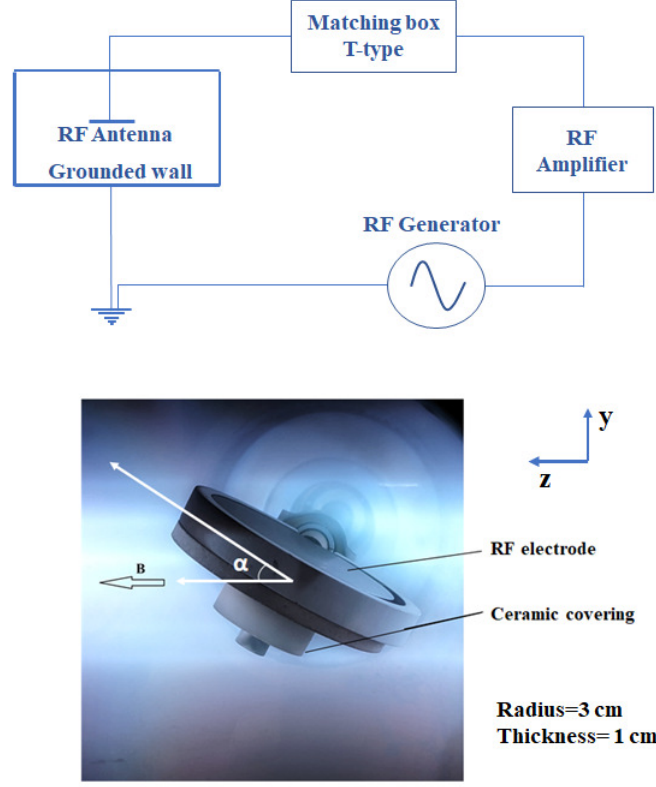 Matching box
T-type
RF Antenna
Grounded wall
RF
Amplifier
RF Generator
y
z
B
α
RF electrode
Ceramic covering
Radius=3 cm
Thickness= 1 cm